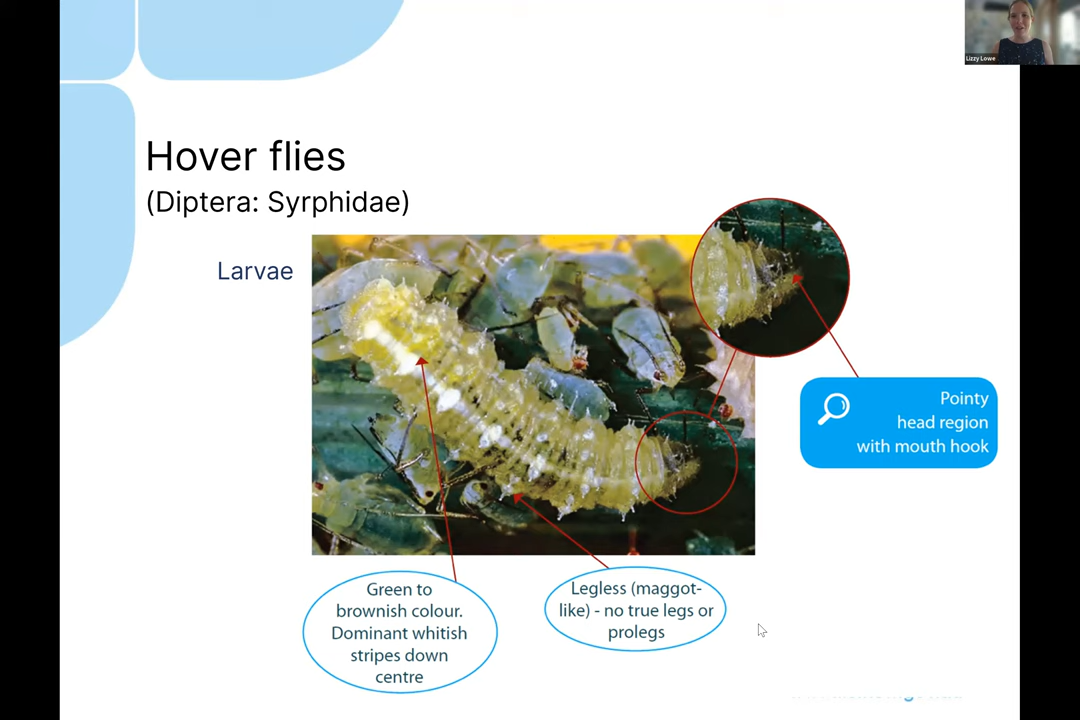 Lizzy Lowe
Hover flies
(Diptera: Syrphidae)
Larvae
Pointy
head region
with mouth hook
Green to
brownish colour.
Dominant whitish
stripes down
centre
Legless (maggot-
like) - no true legs or
prolegs